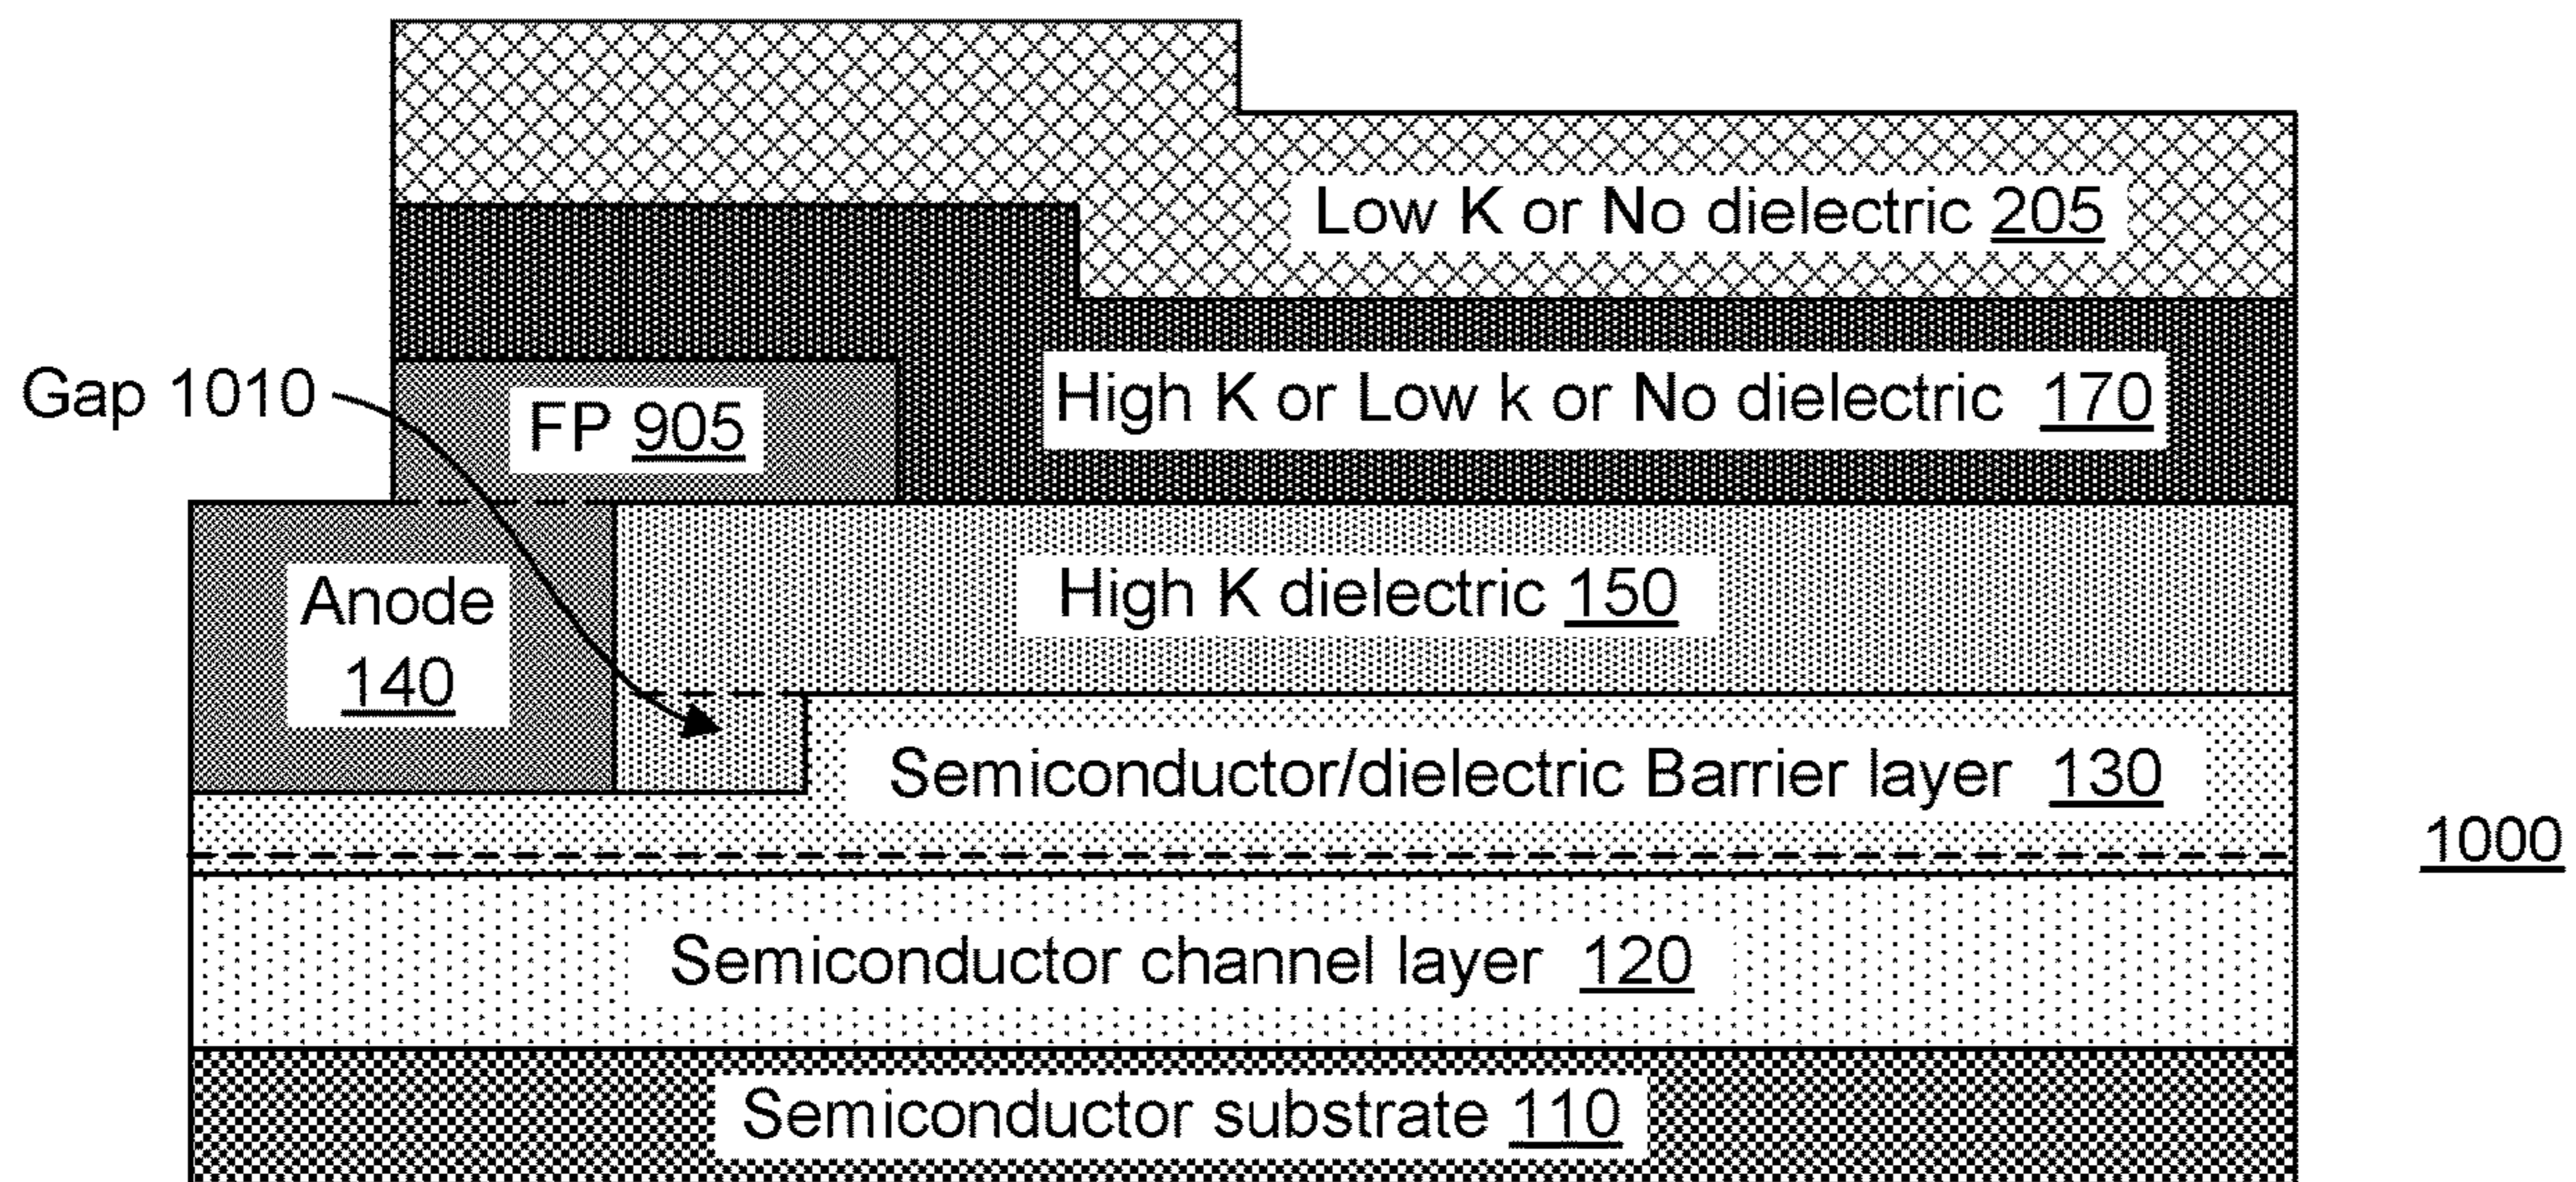 Low K or No dielectric 205
Gap 1010
FP 905
High K or Low k or No dielectric 170
Anode
140
High K dielectric 150
Semiconductor/dielectric Barrier layer 130
1000
Semiconductor channel layer 120
Semiconductor substrate 110